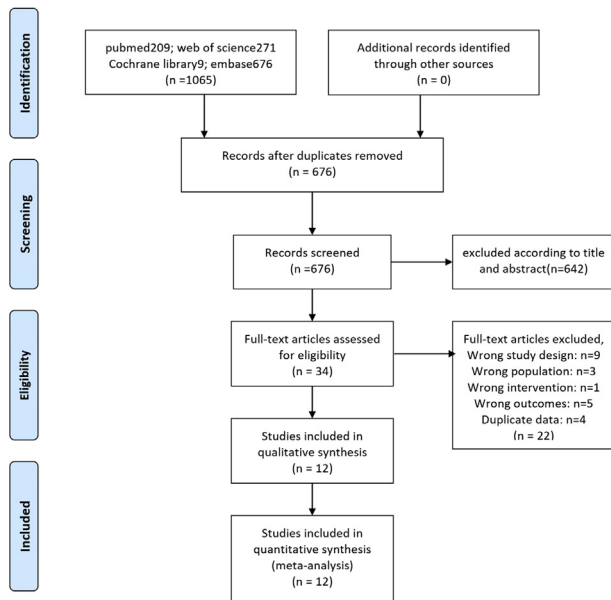 Identification
pubmed209; web of science271
Cochrane library9; embase676
(n =1065)
Additional records identified
through other sources
(n = 0)
Records after duplicates removed
(n = 676)
Screening
Records screened
(n =676)
excluded according to title
and abstract(n=642)
Eligibility
Full-text articles assessed
for eligibility
(n = 34)
Full-text articles excluded,
Wrong study design: n=9
Wrong population: n=3
Wrong intervention: n=1
Wrong outcomes: n=5
Duplicate data: n=4
(n = 22)
Studies included in
qualitative synthesis
(n = 12)
Included
Studies included in
quantitative synthesis
(meta-analysis)
(n = 12)